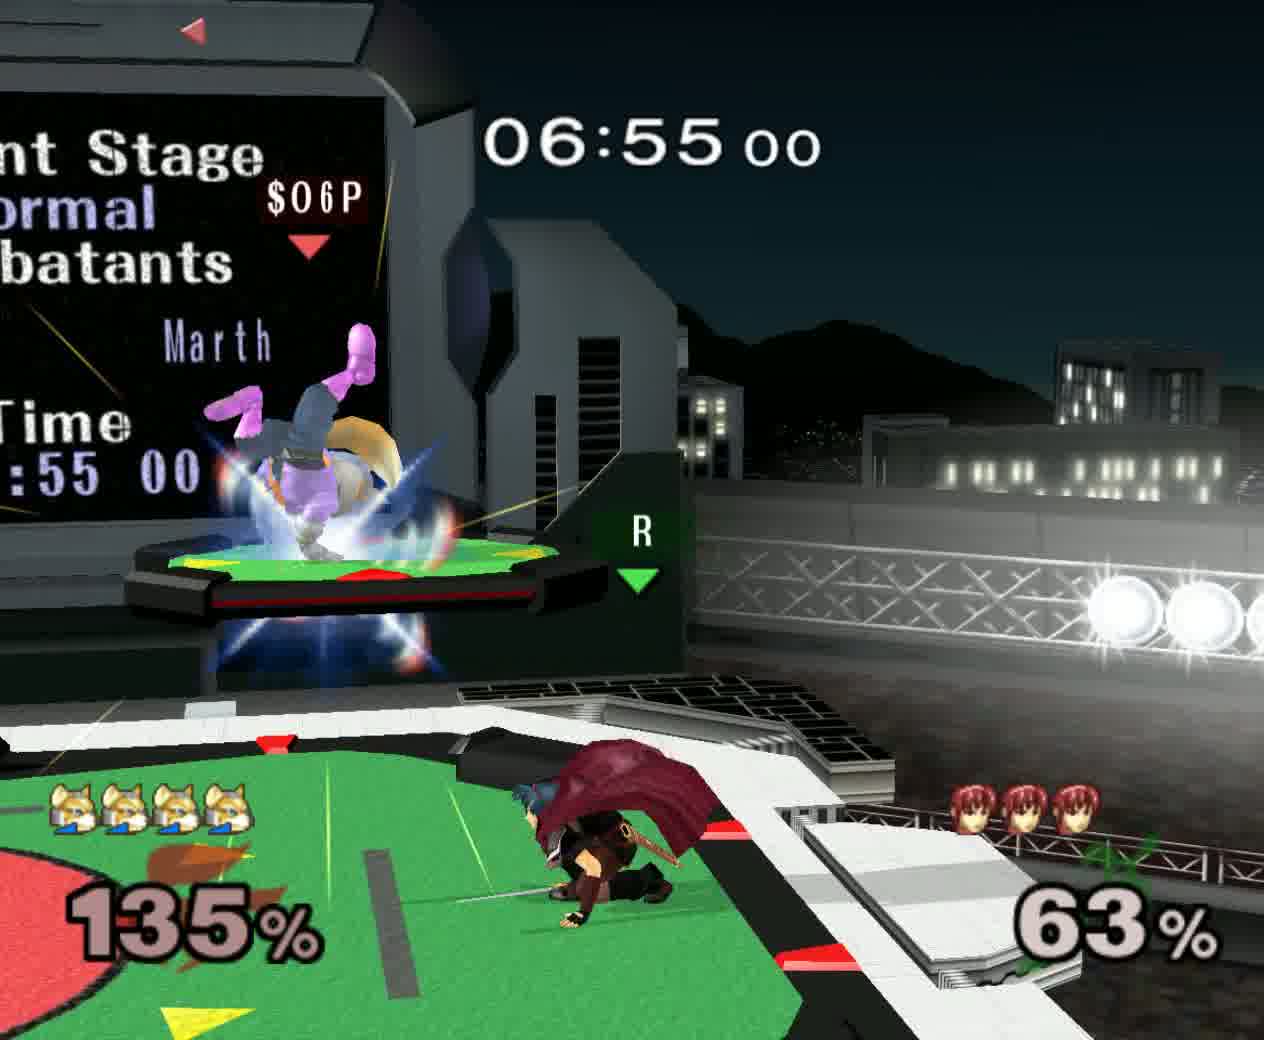 nt Stage
06:55 00
ormal
$06P
batants
Marth
Time
:55 00
R
135%
63%